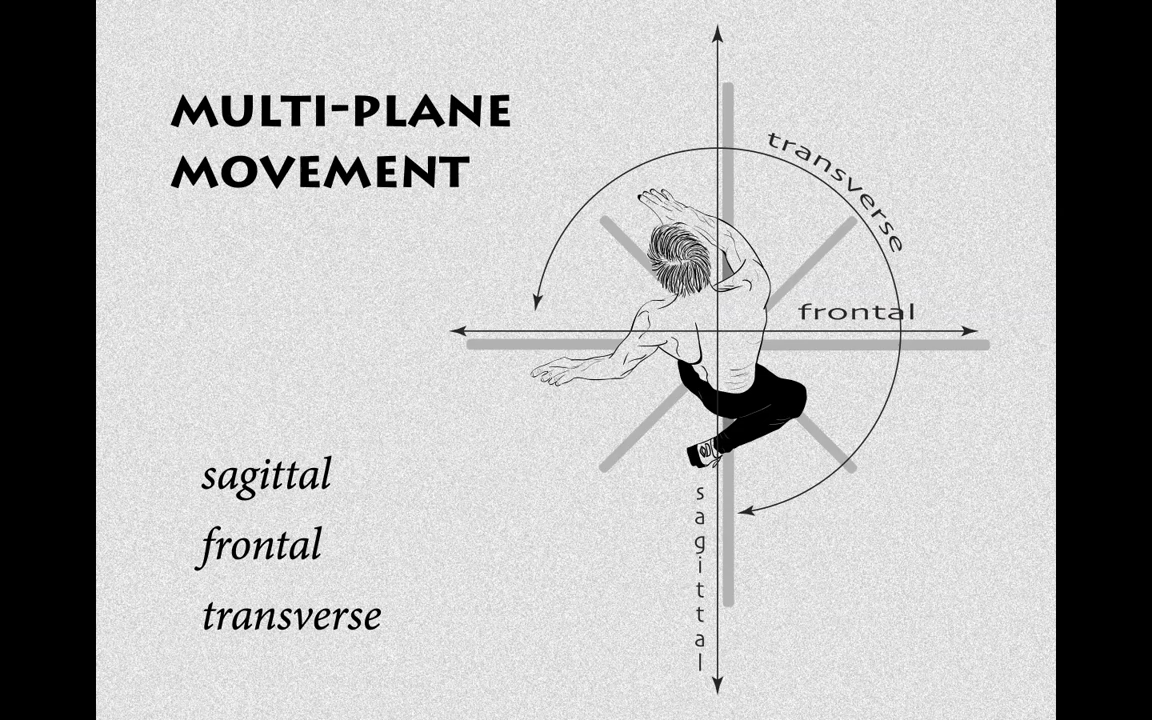 MULTI-PLANE
MOVEMENT
transverse
frontal
sagittal
sagittal
frontal
transverse